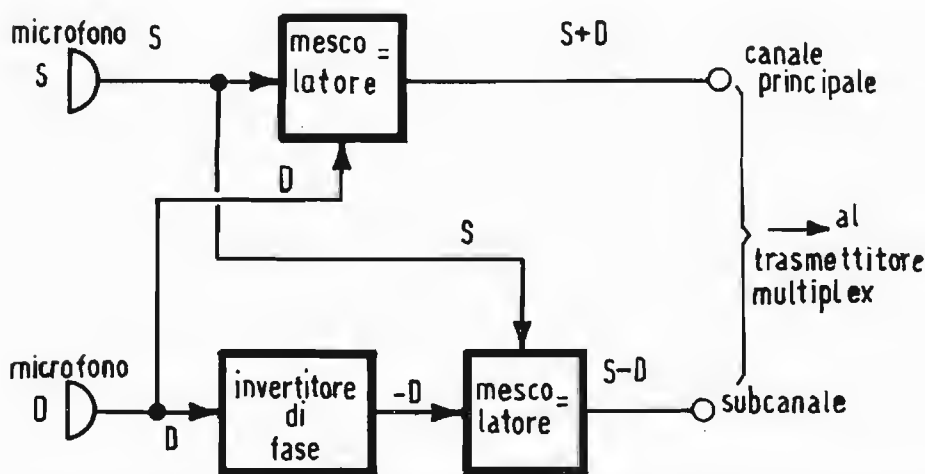 microfono S
S
mesco=
latore
S+D
canale
principale
D
S
al
trasmettitore
multiplex
microfono
D
D
invertitore
di
fase
-D
mesco=
latore
S-D
subcanale